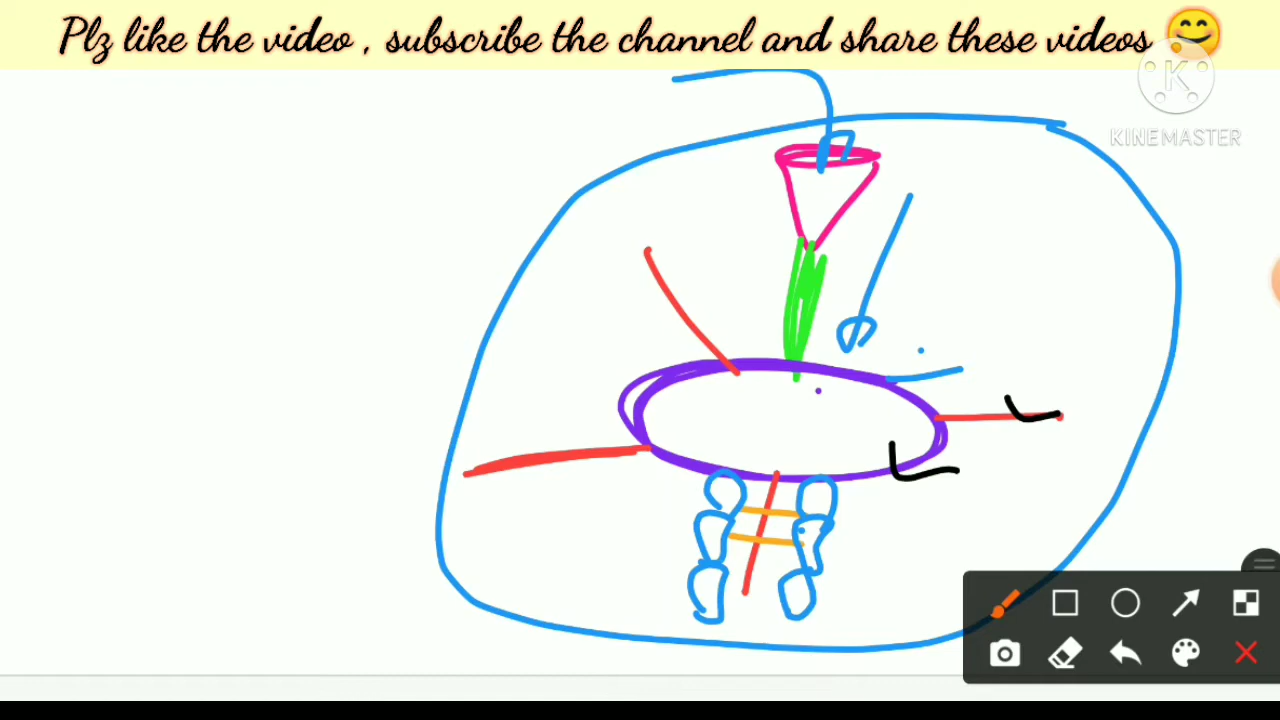 Plz like the video , subscribe the channel and share these videos 😊
K
KINEMASTER